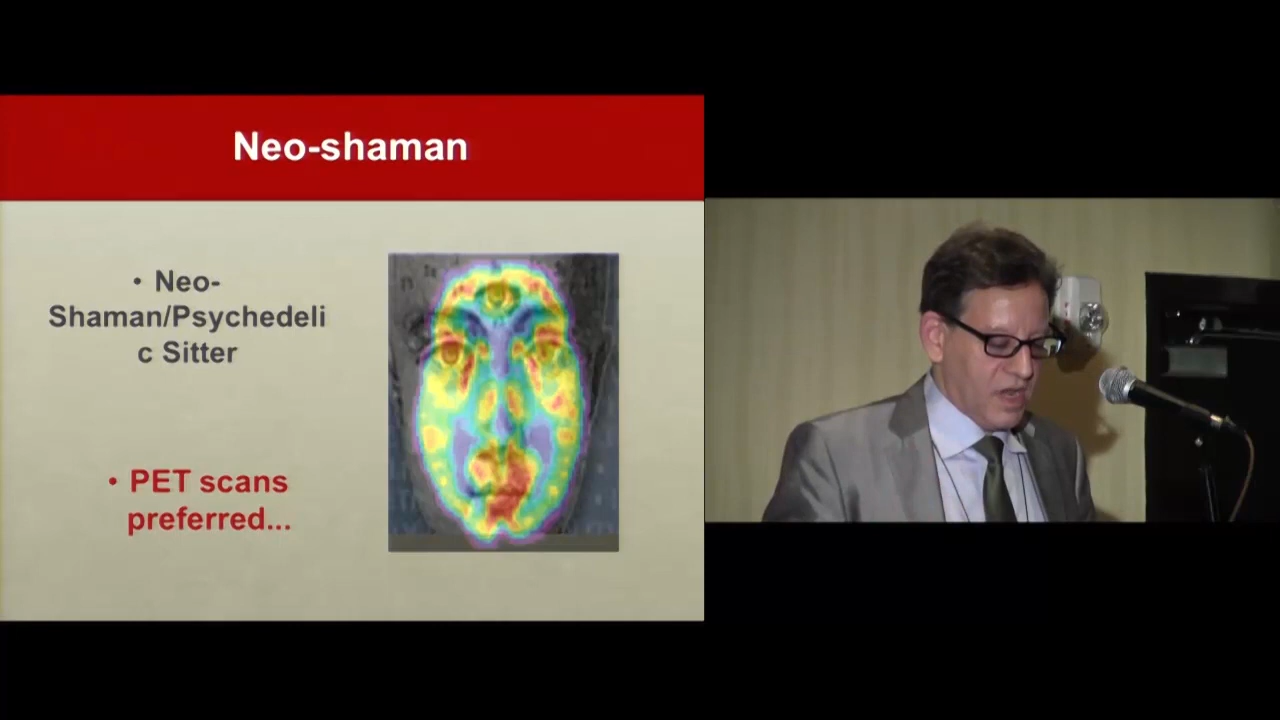 Neo-shaman
• Neo-
Shaman/Psychedeli
c Sitter
• PET scans
preferred...